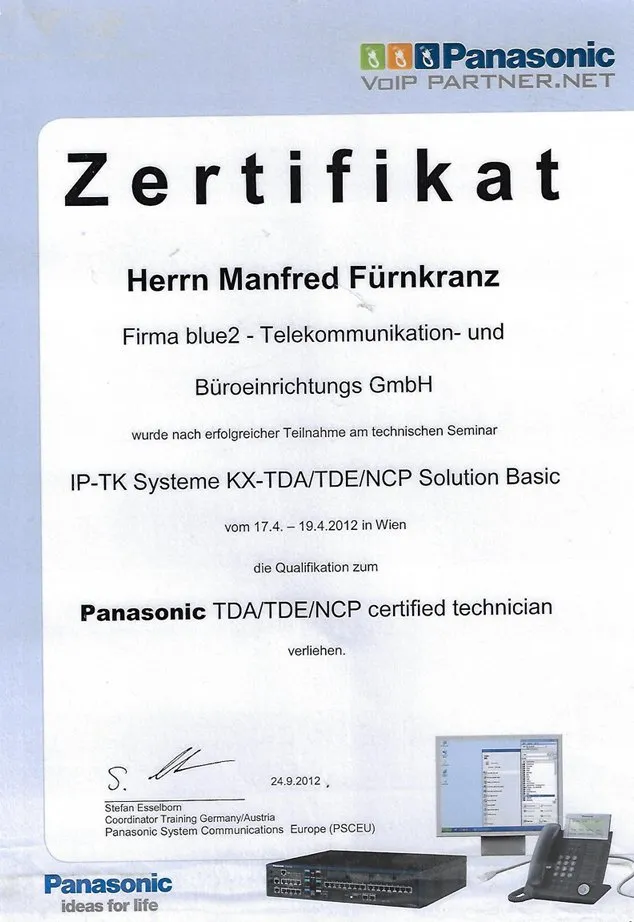 Panasonic
VoIP PARTNER.NET
Zertifikat
Herrn Manfred Fürnkranz
Firma blue2 - Telekommunikation- und
Büroeinrichtungs GmbH
wurde nach erfolgreicher Teilnahme am technischen Seminar
IP-TK Systeme KX-TDA/TDE/NCP Solution Basic
vom 17.4. – 19.4.2012 in Wien
die Qualifikation zum
Panasonic TDA/TDE/NCP certified technician
verliehen.
24.9.2012
Stefan Esselborn
Coordinator Training Germany/Austria
Panasonic System Communications Europe (PSCEU)
Panasonic
ideas for life